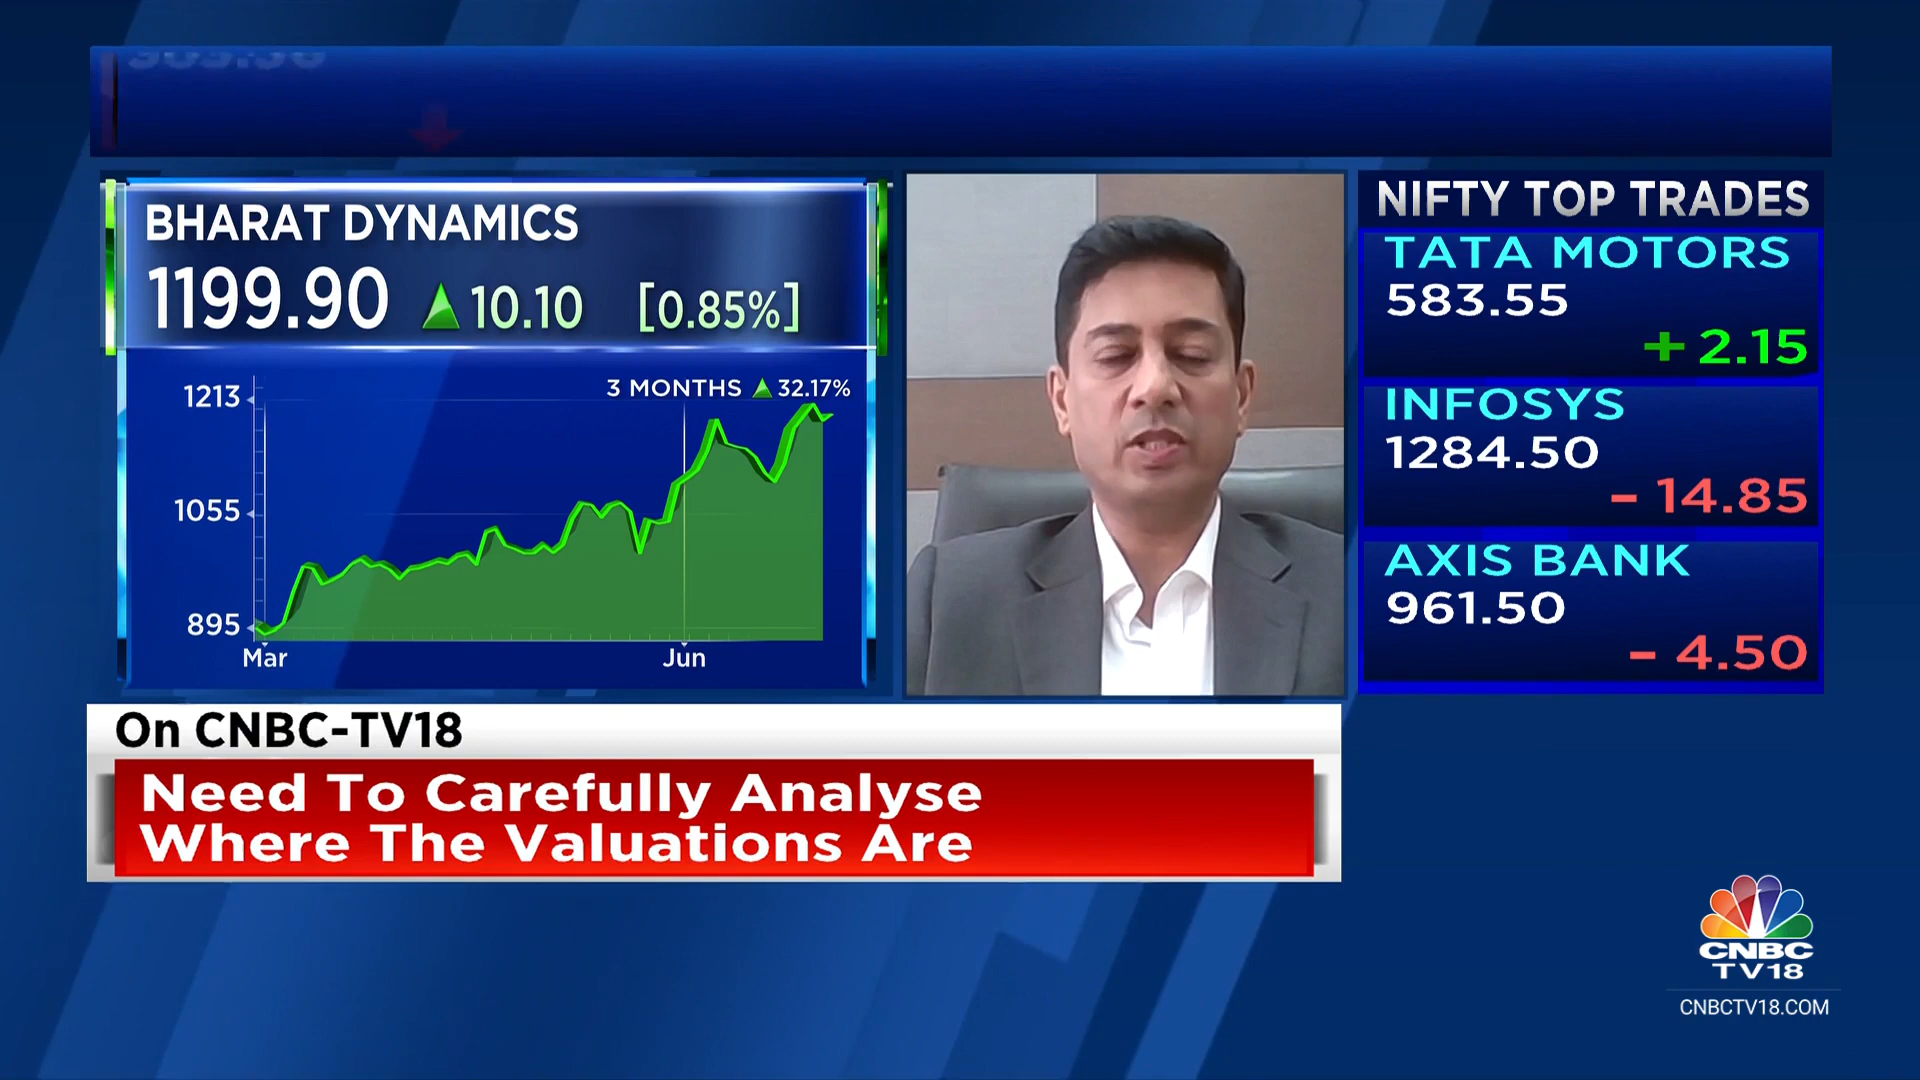 BHARAT DYNAMICS
1199.90 ▲ 10.10 [0.85%]
3 MONTHS ▲ 32.17%
1213
1055
895
Mar Jun
NIFTY TOP TRADES
TATA MOTORS
583.55
+ 2.15
INFOSYS
1284.50
- 14.85
AXIS BANK
961.50
- 4.50
On CNBC-TV18
Need To Carefully Analyse
Where The Valuations Are
CNBC
TV18
CNBCTV18.COM